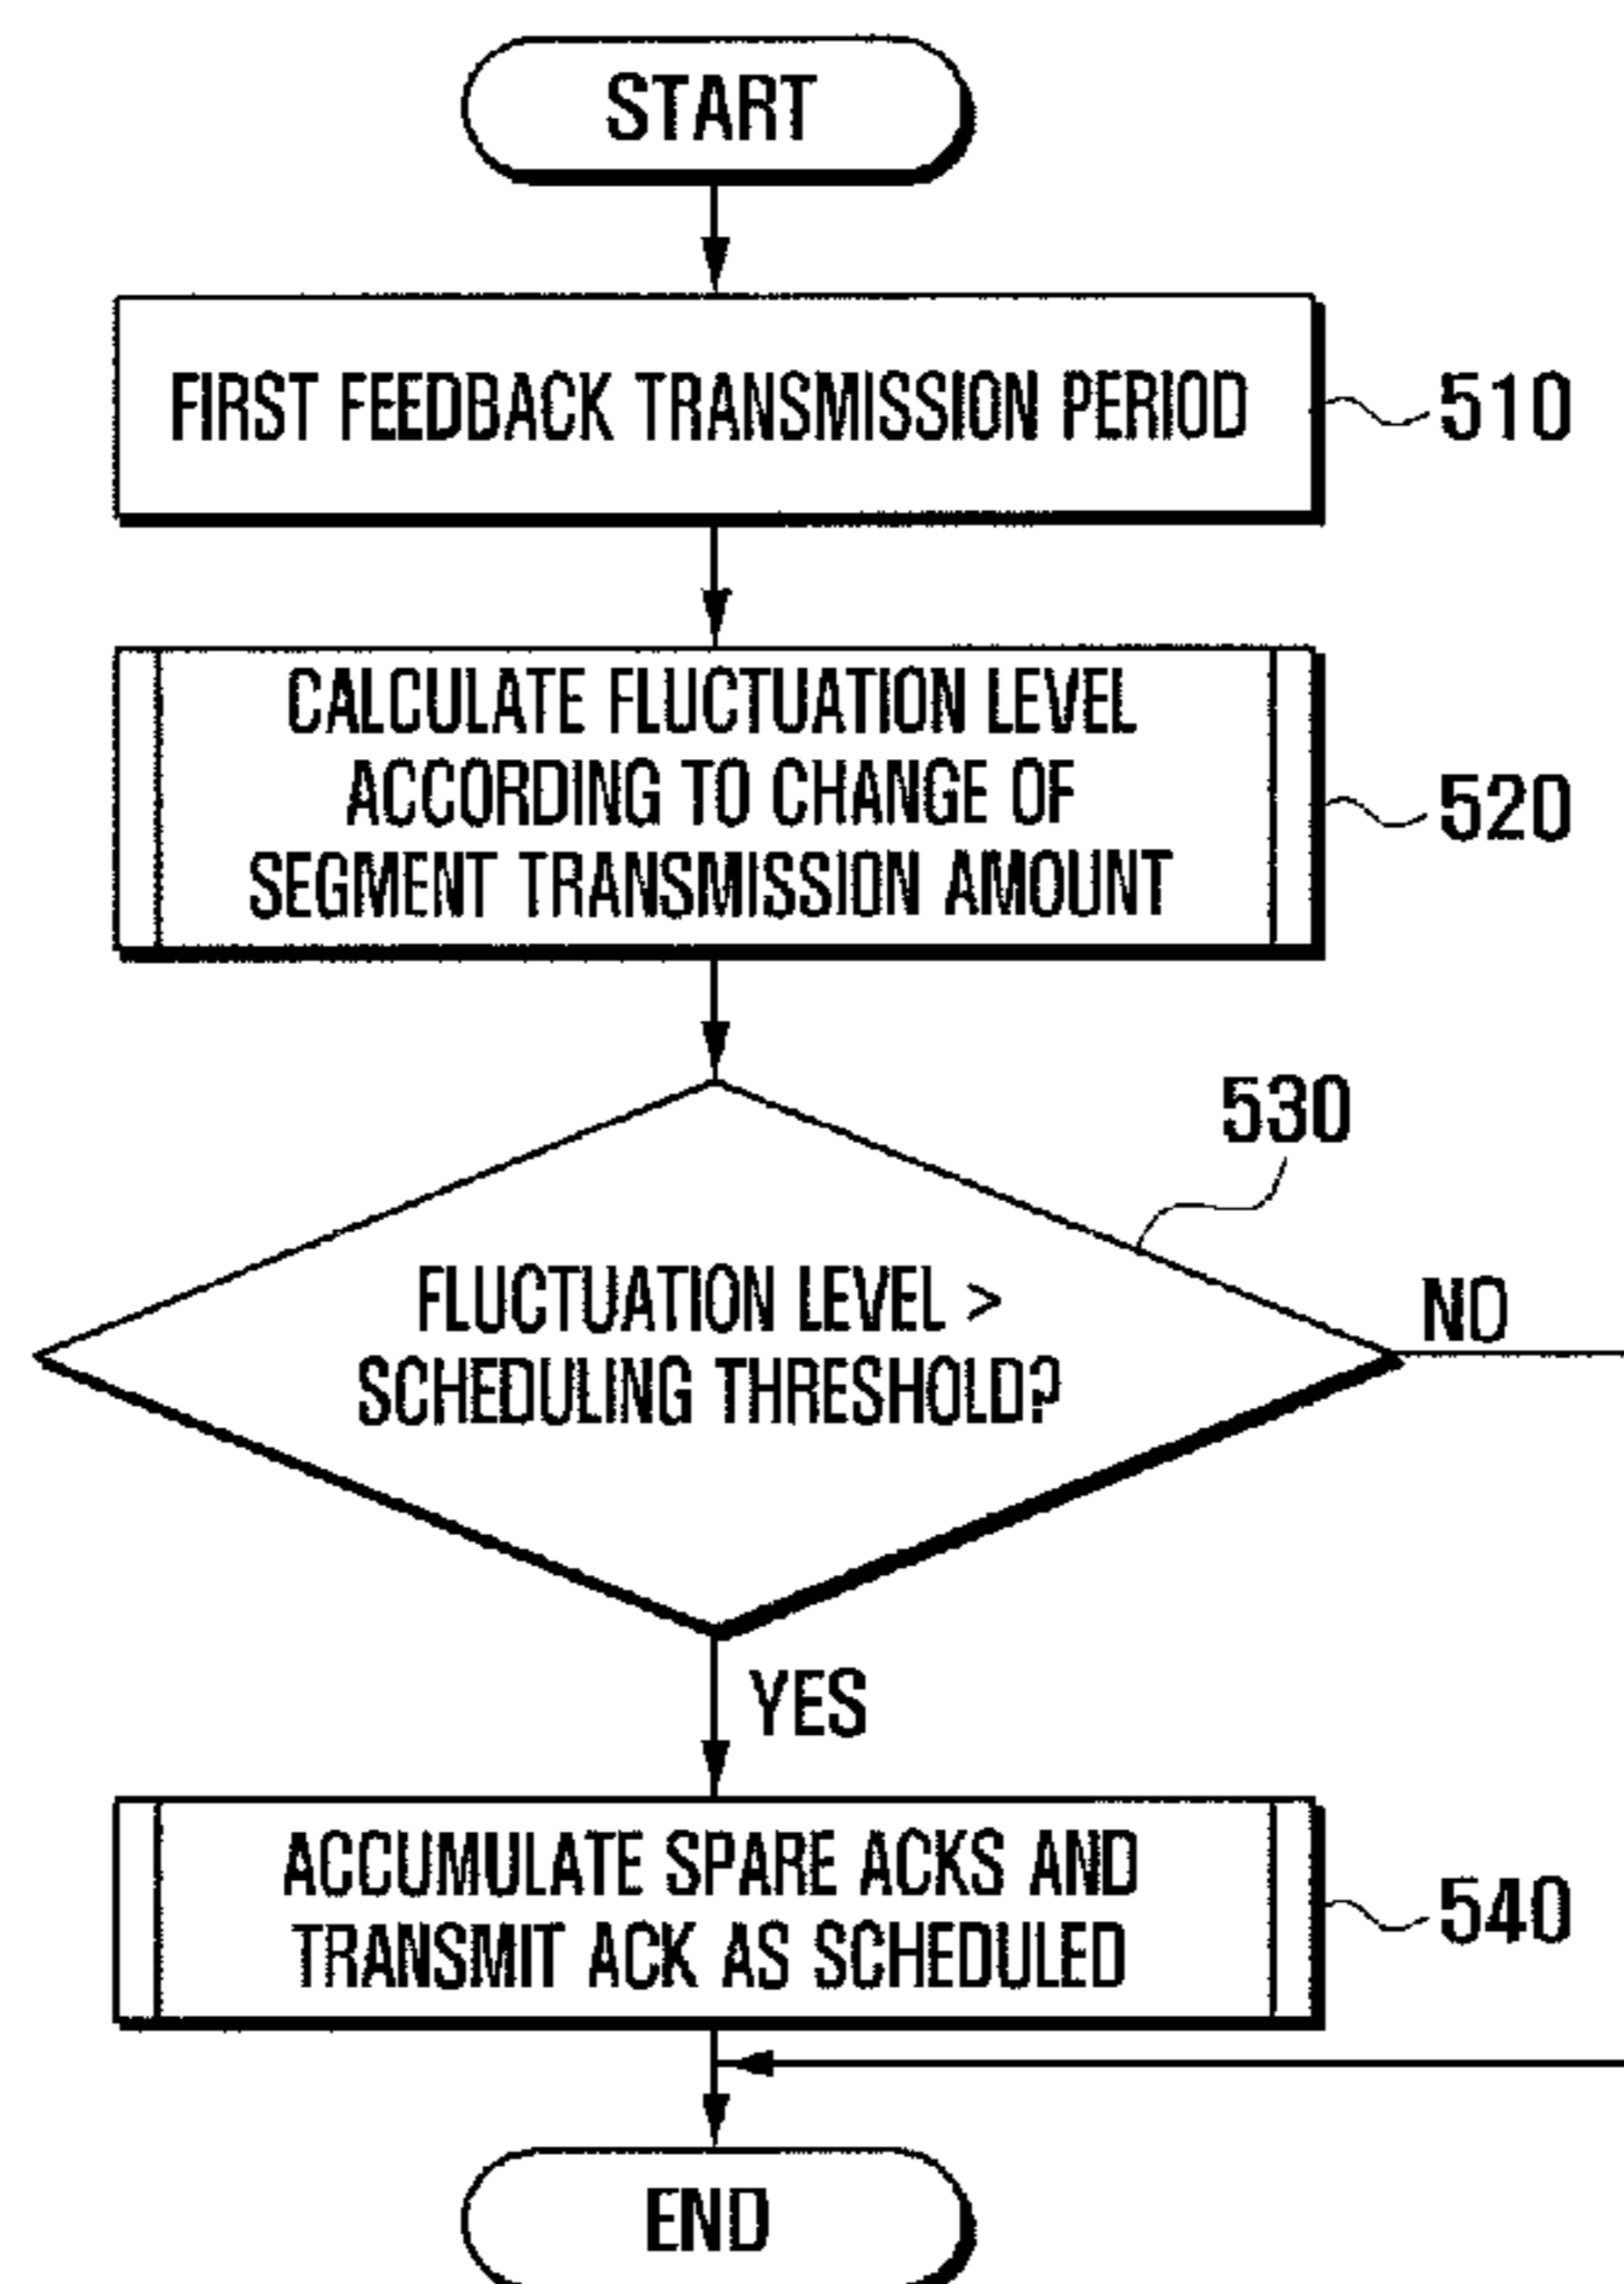 START
FIRST FEEDBACK TRANSMISSION PERIOD
510
CALCULATE FLUCTUATION LEVEL
ACCORDING TO CHANGE OF
SEGMENT TRANSMISSION AMOUNT
520
530
FLUCTUATION LEVEL >
SCHEDULING THRESHOLD?
NO
YES
ACCUMULATE SPARE ACKS AND
TRANSMIT ACK AS SCHEDULED
540
END